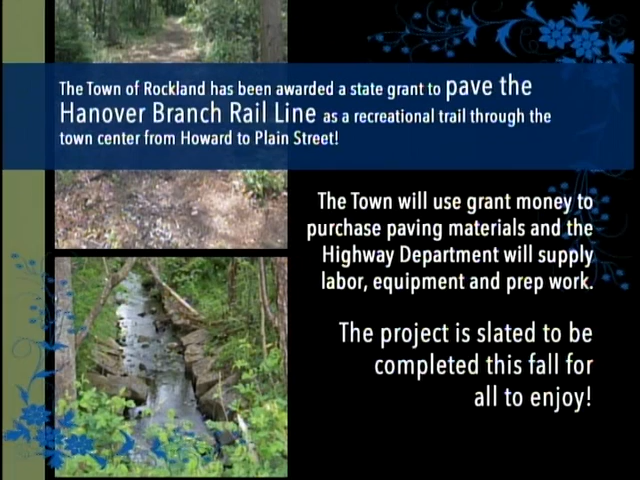 The Town of Rockland has been awarded a state grant to pave the
Hanover Branch Rail Line as a recreational trail through the
town center from Howard to Plain Street!
The Town will use grant money to
purchase paving materials and the
Highway Department will supply
labor, equipment and prep work.
The project is slated to be
completed this fall for
all to enjoy!